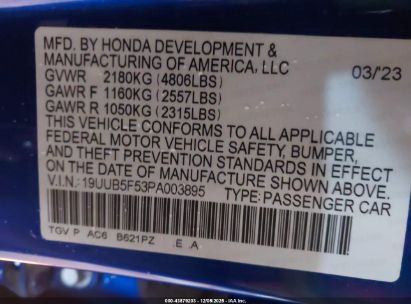 MFD. BY HONDA DEVELOPMENT &
MANUFACTURING OF AMERICA, LLC
GVWR 2180KG (4806LBS) 03/'23
GAWR F 1160KG (2557LBS)
GAWR R 1050KG (2315LBS)
THIS VEHICLE CONFORMS TO ALL APPLICABLE
FEDERAL MOTOR VEHICLE SAFETY, BUMPER,
AND THEFT PREVENTION STANDARDS IN EFFECT
ON THE DATE OF MANUFACTURE SHOWN ABOVE.
V.I.N.: 19UUB5F53PA003895 TYPE: PASSENGER CAR
TGV P AC6 B621PZ E .A